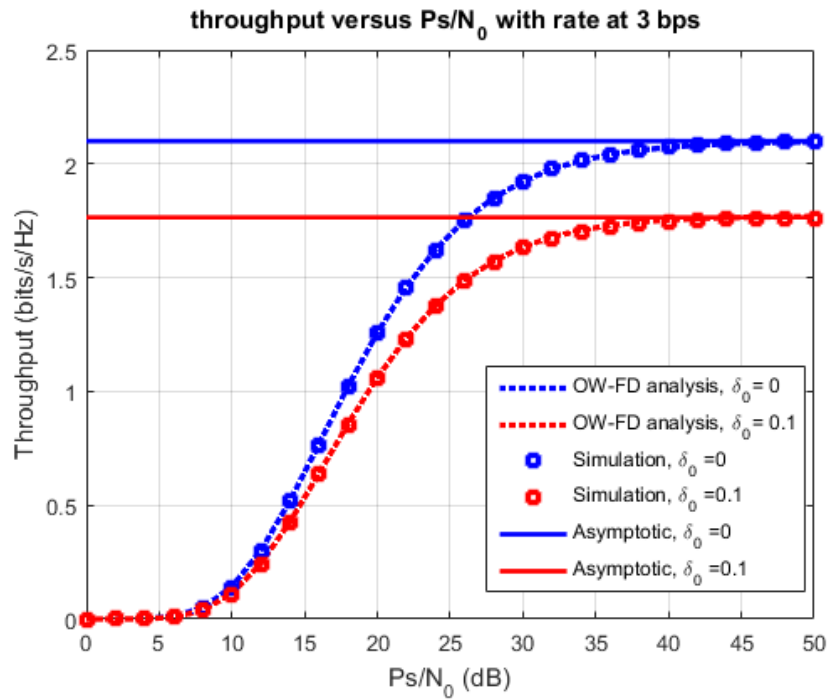 throughput versus Ps/N₀ with rate at 3 bps
2.5
2
1.5
1
0.5
0
Throughput (bits/s/Hz)
OW-FD analysis, δ₀= 0
OW-FD analysis, δ₀= 0.1
Simulation, δ₀ =0
Simulation, δ₀ =0.1
Asymptotic, δ₀ =0
Asymptotic, δ₀ =0.1
0 5 10 15 20 25 30 35 40 45 50
Ps/N₀ (dB)